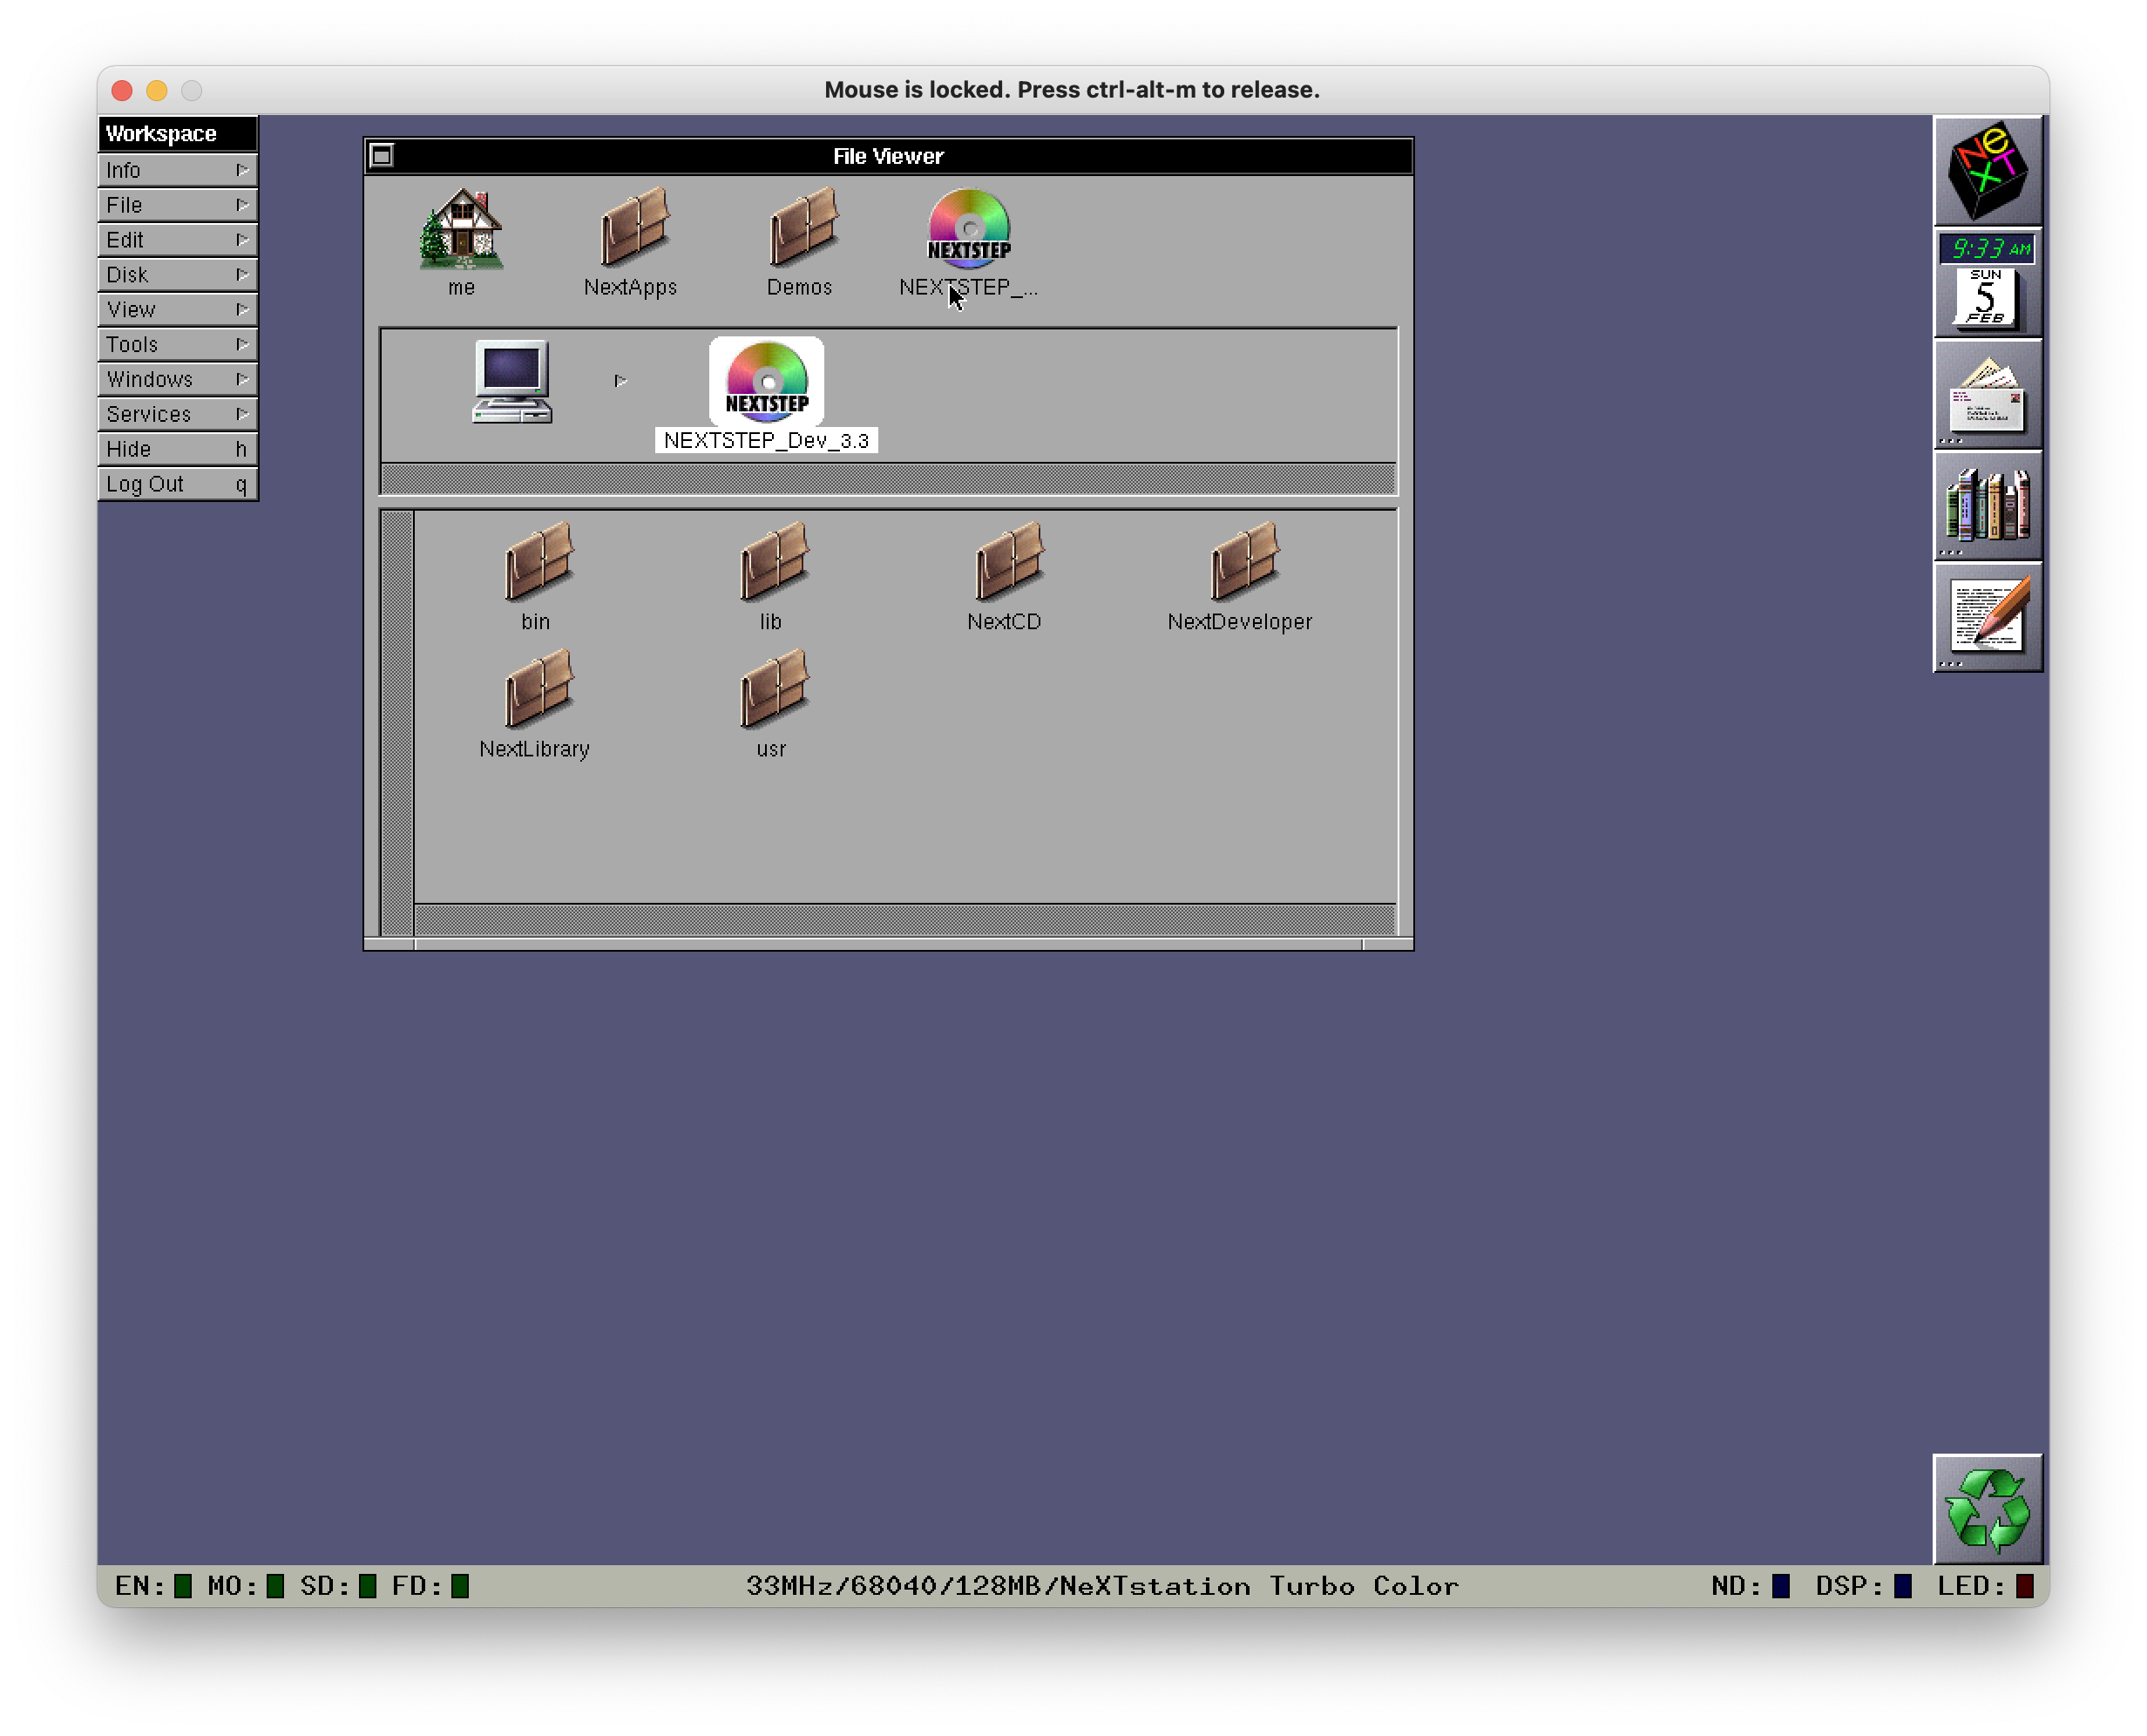 Mouse is locked. Press ctrl-alt-m to release.
Workspace
Info
File
Edit
Disk
View
Tools
Windows
Services
Hide h
Log Out q
File Viewer
NEXTSTEP
me
NextApps
Demos
NEXTSTEP_...
NEXTSTEP
NEXTSTEP_Dev_3.3
bin
lib
NextCD
NextDeveloper
NextLibrary
usr
NeXT
9:33 AM
SUN
5
FEB
EN: MO: SD: FD:
33MHz/68040/128MB/NeXTstation Turbo Color
ND: DSP: LED: